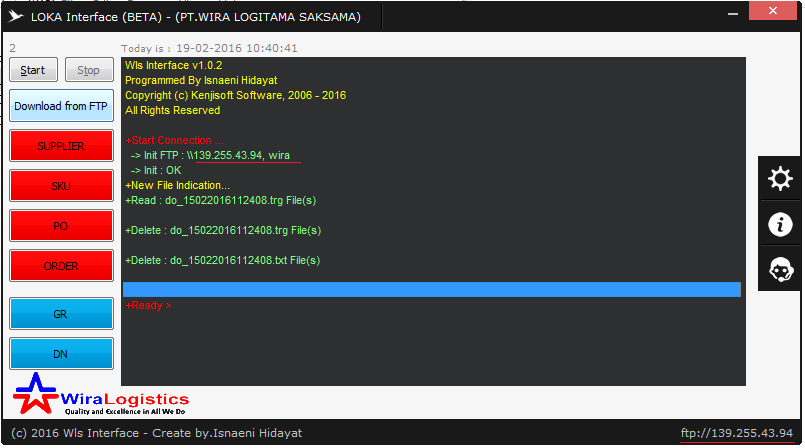 LOKA Interface (BETA) - (PT.WIRA LOGITAMA SAKSAMA)
2
Today is : 19-02-2016 10:40:41
Start
Stop
Download from FTP
SUPPLIER
SKU
PO
ORDER
GR
DN
Wls Interface v1.0.2
Programmed By Isnaeni Hidayat
Copyright (c) Kenjisoft Software, 2006 - 2016
All Rights Reserved
+Start Connection ...
-> Init FTP : \\139.255.43.94, wira
-> Init : OK
+New File Indication...
+Read : do_15022016112408.trg File(s)
+Delete : do_15022016112408.trg File(s)
+Delete : do_15022016112408.txt File(s)
+Ready >
WiraLogistics
Quality and Excellence in All We Do
(c) 2016 Wls Interface - Create by.Isnaeni Hidayat
ftp://139.255.43.94